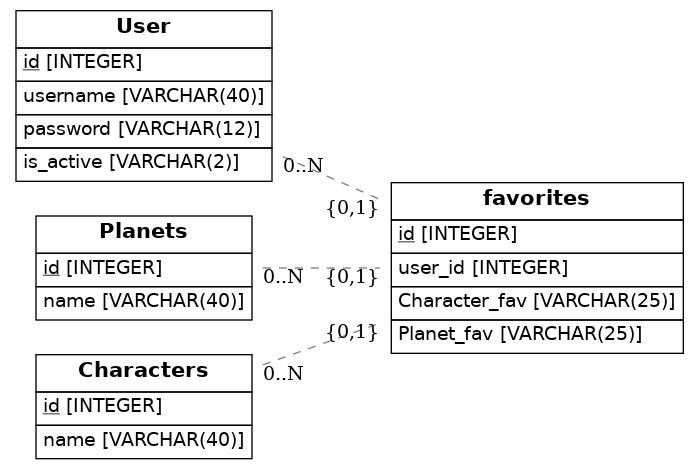 User
id [INTEGER]
username [VARCHAR(40)]
password [VARCHAR(12)]
is_active [VARCHAR(2)]
0..N
{0,1}
favorites
id [INTEGER]
user_id [INTEGER]
Character_fav [VARCHAR(25)]
Planet_fav [VARCHAR(25)]
Planets
id [INTEGER]
name [VARCHAR(40)]
0..N
{0,1}
{0,1}
Characters
id [INTEGER]
name [VARCHAR(40)]
0..N